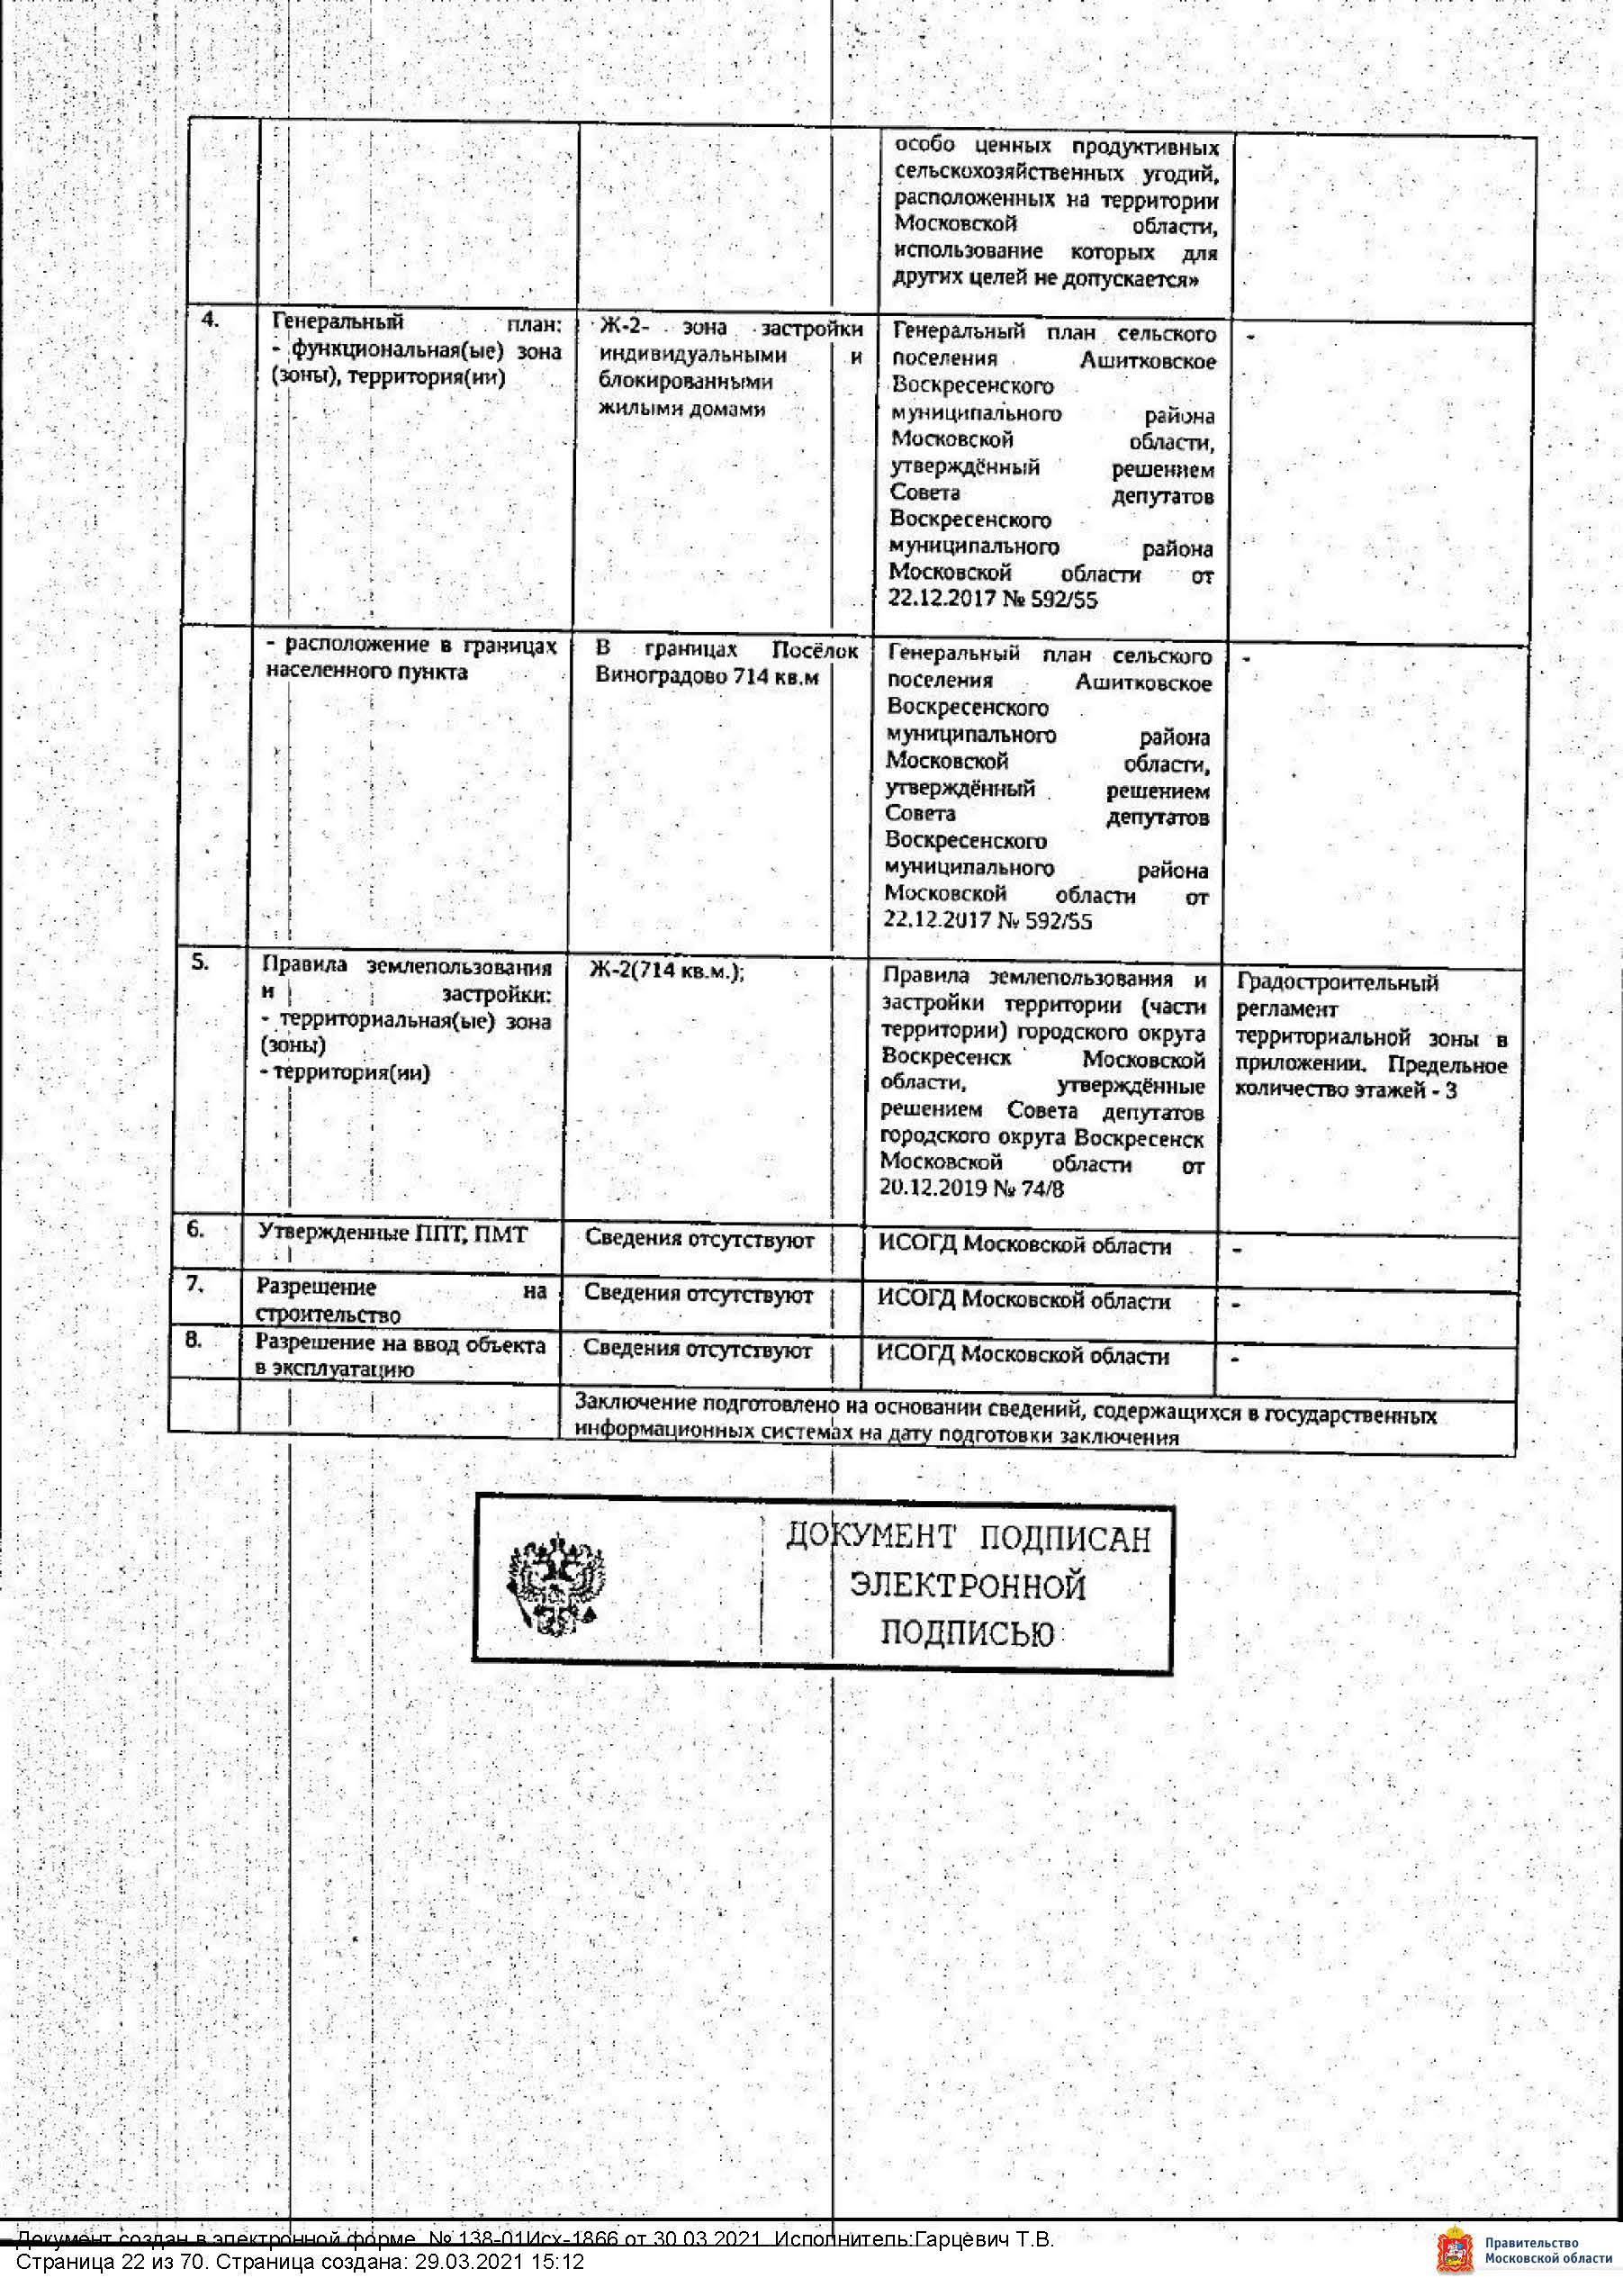 особо ценных продуктивных
сельскохозяйственных угодий,
расположенных на территории
Московской области,
использование которых для
других целей не допускается»
4.
Генеральный план:
- функциональная(ые) зона
(зоны), территория(ии)
Ж-2- зона застройки
индивидуальными и
блокированными
жилыми домами
Генеральный план сельского
поселения Ашитковское
Воскресенского
муниципального района
Московской области,
утверждённый решением
Совета депутатов
Воскресенского
муниципального района
Московской области от
22.12.2017 № 592/55
-
- расположение в границах
населенного пункта
В границах Посёлок
Виноградово 714 кв.м
Генеральный план сельского
поселения Ашитковское
Воскресенского
муниципального района
Московской области,
утверждённый решением
Совета депутатов
Воскресенского
муниципального района
Московской области от
22.12.2017 № 592/55
-
5.
Правила землепользования
и застройки:
- территориальная(ые) зона
(зоны)
- территория(ии)
Ж-2(714 кв.м.);
Правила землепользования и
застройки территории (части
территории) городского округа
Воскресенск Московской
области, утверждённые
решением Совета депутатов
городского округа Воскресенск
Московской области от
20.12.2019 № 74/8
Градостроительный
регламент
территориальной зоны в
приложении. Предельное
количество этажей - 3
6.
Утвержденные ППТ, ПМТ
Сведения отсутствуют
ИСОГД Московской области
-
7.
Разрешение на
строительство
Сведения отсутствуют
ИСОГД Московской области
-
8.
Разрешение на ввод объекта
в эксплуатацию
Сведения отсутствуют
ИСОГД Московской области
-
Заключение подготовлено на основании сведений, содержащихся в государственных
информационных системах на дату подготовки заключения
ДОКУМЕНТ ПОДПИСАН
ЭЛЕКТРОННОЙ
ПОДПИСЬЮ
Документ создан в электронной форме. № 138-01Исх-1866 от 30.03.2021. Исполнитель:Гарцевич Т.В.
Страница 22 из 70. Страница создана: 29.03.2021 15:12
Правительство
Московской области